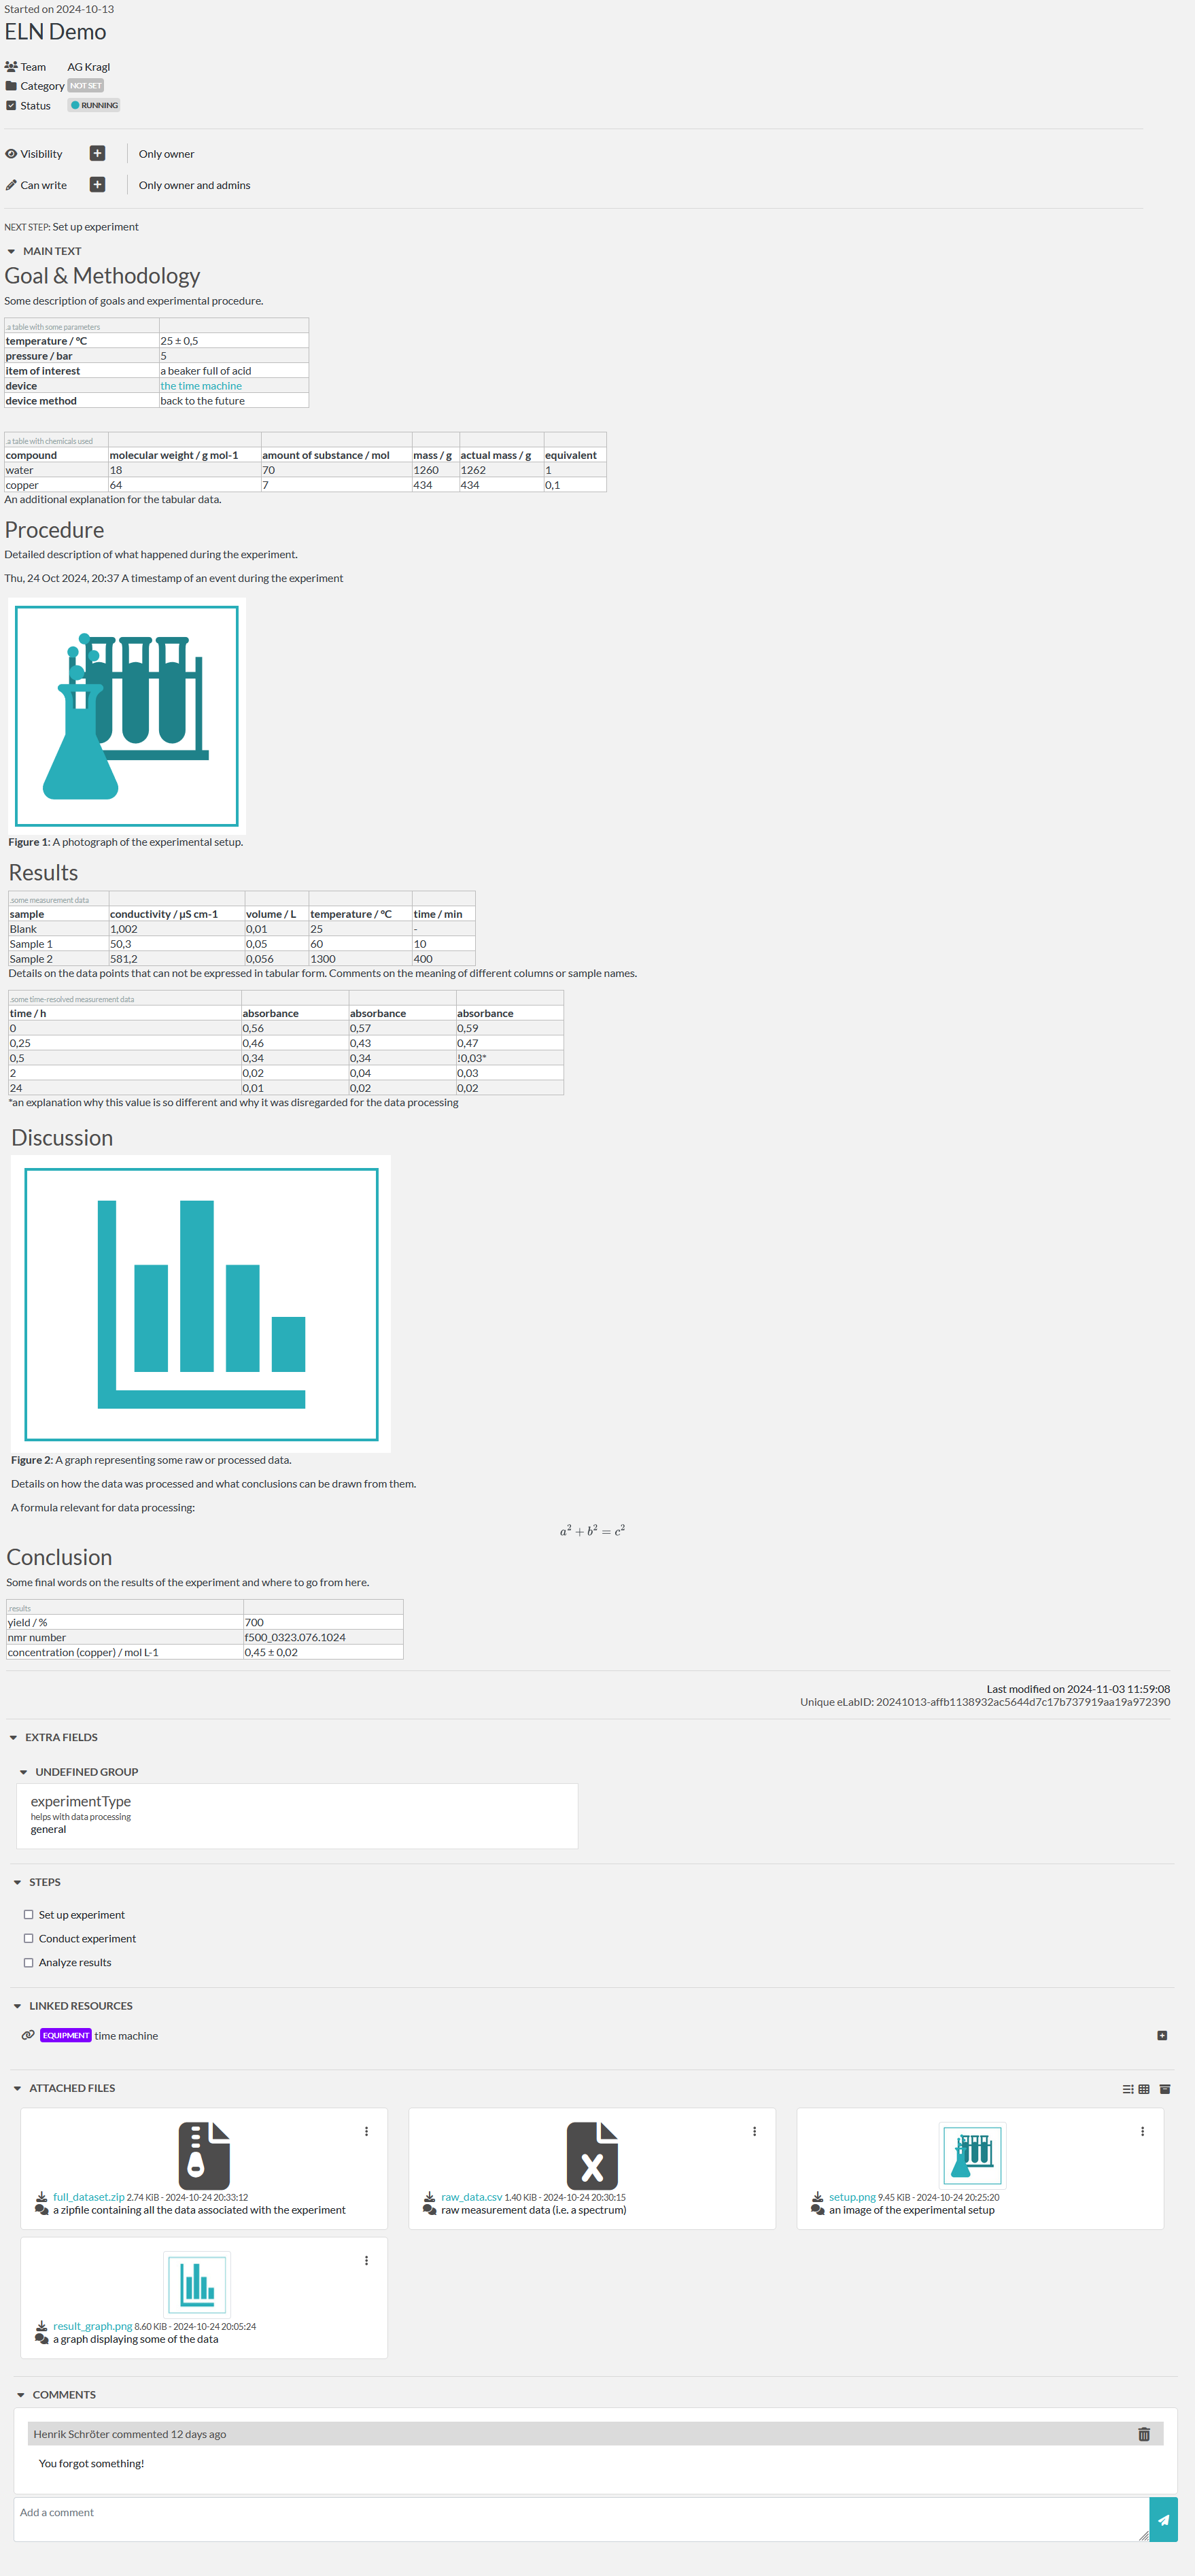 Started on 2024-10-13
ELN Demo
Team AG Kragl
Category NOT SET
Status RUNNING
Visibility Only owner
Can write Only owner and admins
NEXT STEP: Set up experiment
MAIN TEXT
Goal & Methodology
Some description of goals and experimental procedure.
.a table with some parameters
temperature / °C 25 ± 0,5
pressure / bar 5
item of interest a beaker full of acid
device the time machine
device method back to the future
.a table with chemicals used
compound molecular weight / g mol-1 amount of substance / mol mass / g actual mass / g equivalent
water 18 70 1260 1262 1
copper 64 7 434 434 0,1
An additional explanation for the tabular data.
Procedure
Detailed description of what happened during the experiment.
Thu, 24 Oct 2024, 20:37 A timestamp of an event during the experiment
Figure 1: A photograph of the experimental setup.
Results
.some measurement data
sample conductivity / µS cm-1 volume / L temperature / °C time / min
Blank 1,002 0,01 25 -
Sample 1 50,3 0,05 60 10
Sample 2 581,2 0,056 1300 400
Details on the data points that can not be expressed in tabular form. Comments on the meaning of different columns or sample names.
.some time-resolved measurement data
time / h absorbance absorbance absorbance
0 0,56 0,57 0,59
0,25 0,46 0,43 0,47
0,5 0,34 0,34 !0,03*
2 0,02 0,04 0,03
24 0,01 0,02 0,02
*an explanation why this value is so different and why it was disregarded for the data processing
Discussion
Figure 2: A graph representing some raw or processed data.
Details on how the data was processed and what conclusions can be drawn from them.
A formula relevant for data processing:
a² + b² = c²
Conclusion
Some final words on the results of the experiment and where to go from here.
.results
yield / % 700
nmr number f500_0323.076.1024
concentration (copper) / mol L-1 0,45 ± 0,02
Last modified on 2024-11-03 11:59:08
Unique eLabID: 20241013-affb1138932ac5644d7c17b737919aa19a972390
EXTRA FIELDS
UNDEFINED GROUP
experimentType
helps with data processing
general
STEPS
Set up experiment
Conduct experiment
Analyze results
LINKED RESOURCES
EQUIPMENT time machine
ATTACHED FILES
full_dataset.zip 2.74 KiB - 2024-10-24 20:33:12
a zipfile containing all the data associated with the experiment
raw_data.csv 1.40 KiB - 2024-10-24 20:30:15
raw measurement data (i.e. a spectrum)
setup.png 9.45 KiB - 2024-10-24 20:25:20
an image of the experimental setup
result_graph.png 8.60 KiB - 2024-10-24 20:05:24
a graph displaying some of the data
COMMENTS
Henrik Schröter commented 12 days ago
You forgot something!
Add a comment